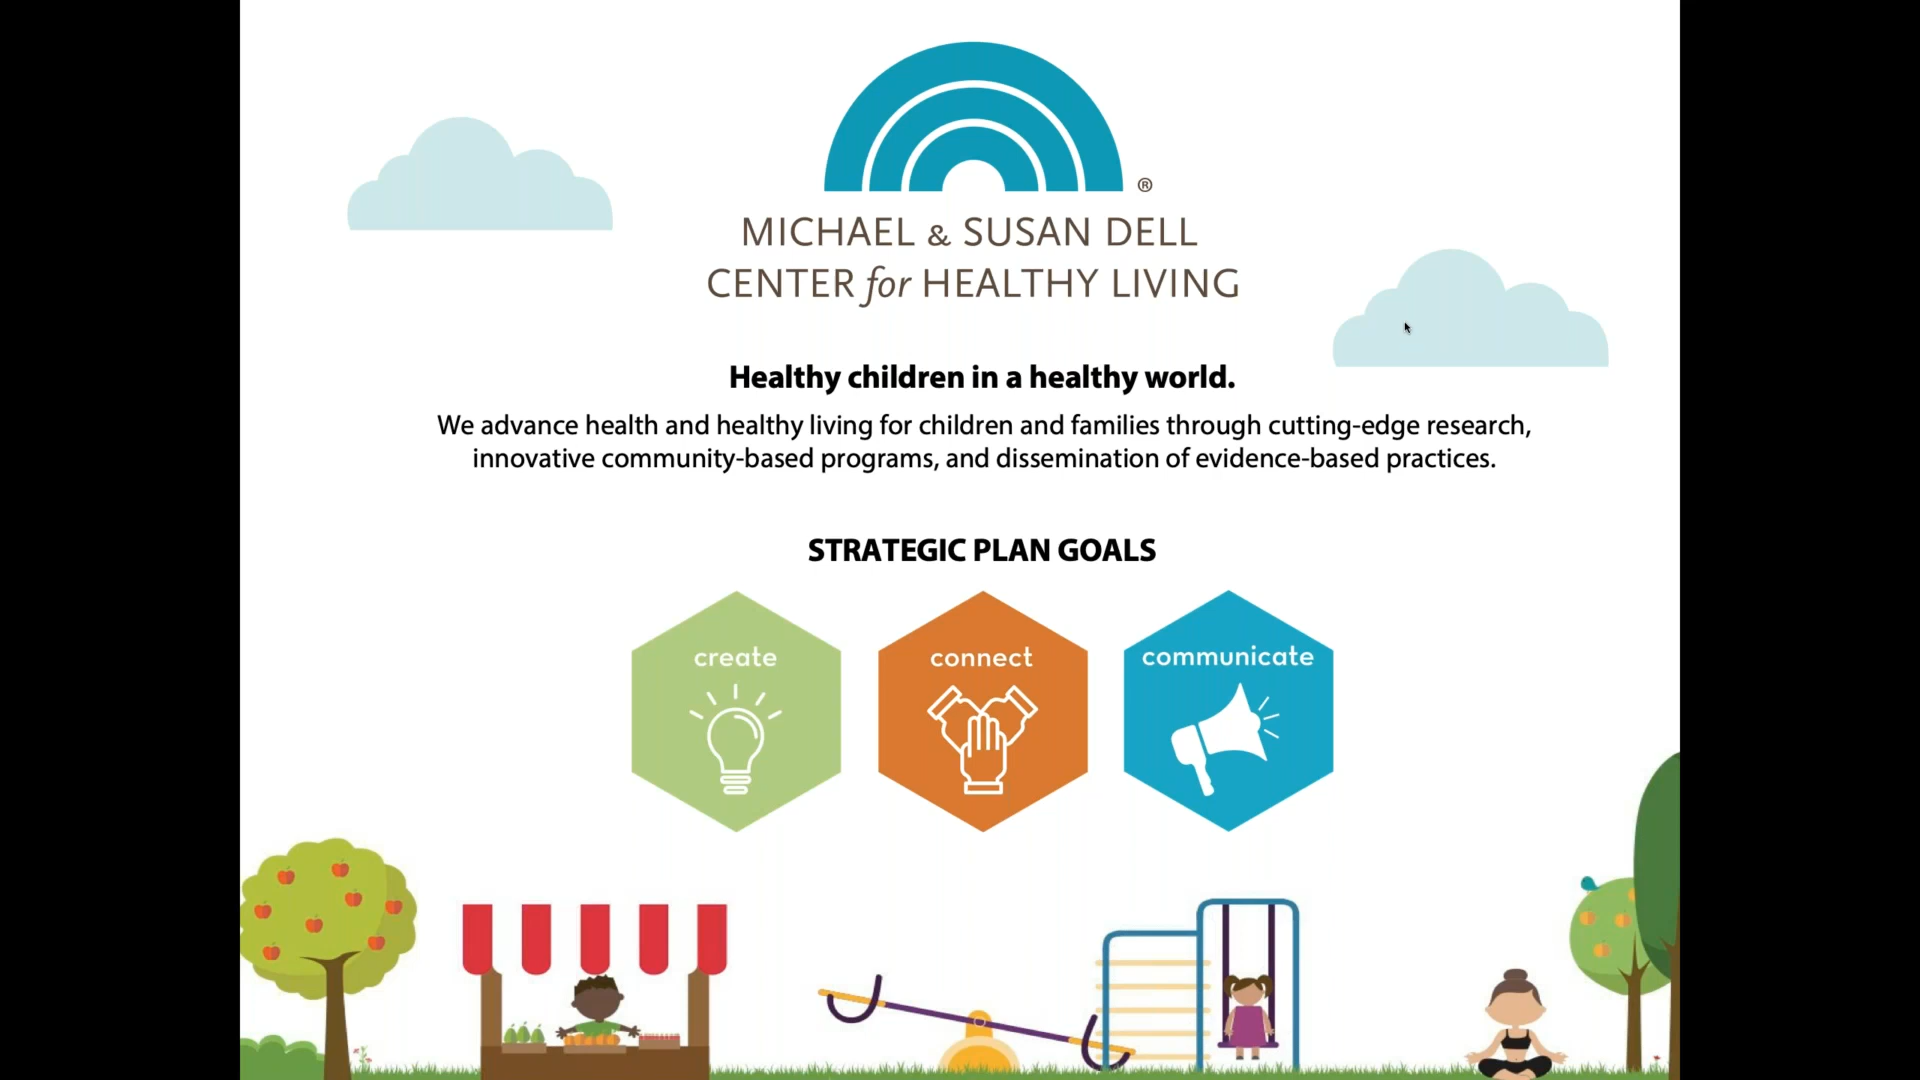 ®
MICHAEL & SUSAN DELL
CENTER for HEALTHY LIVING
Healthy children in a healthy world.
We advance health and healthy living for children and families through cutting-edge research,
innovative community-based programs, and dissemination of evidence-based practices.
STRATEGIC PLAN GOALS
create
connect
communicate